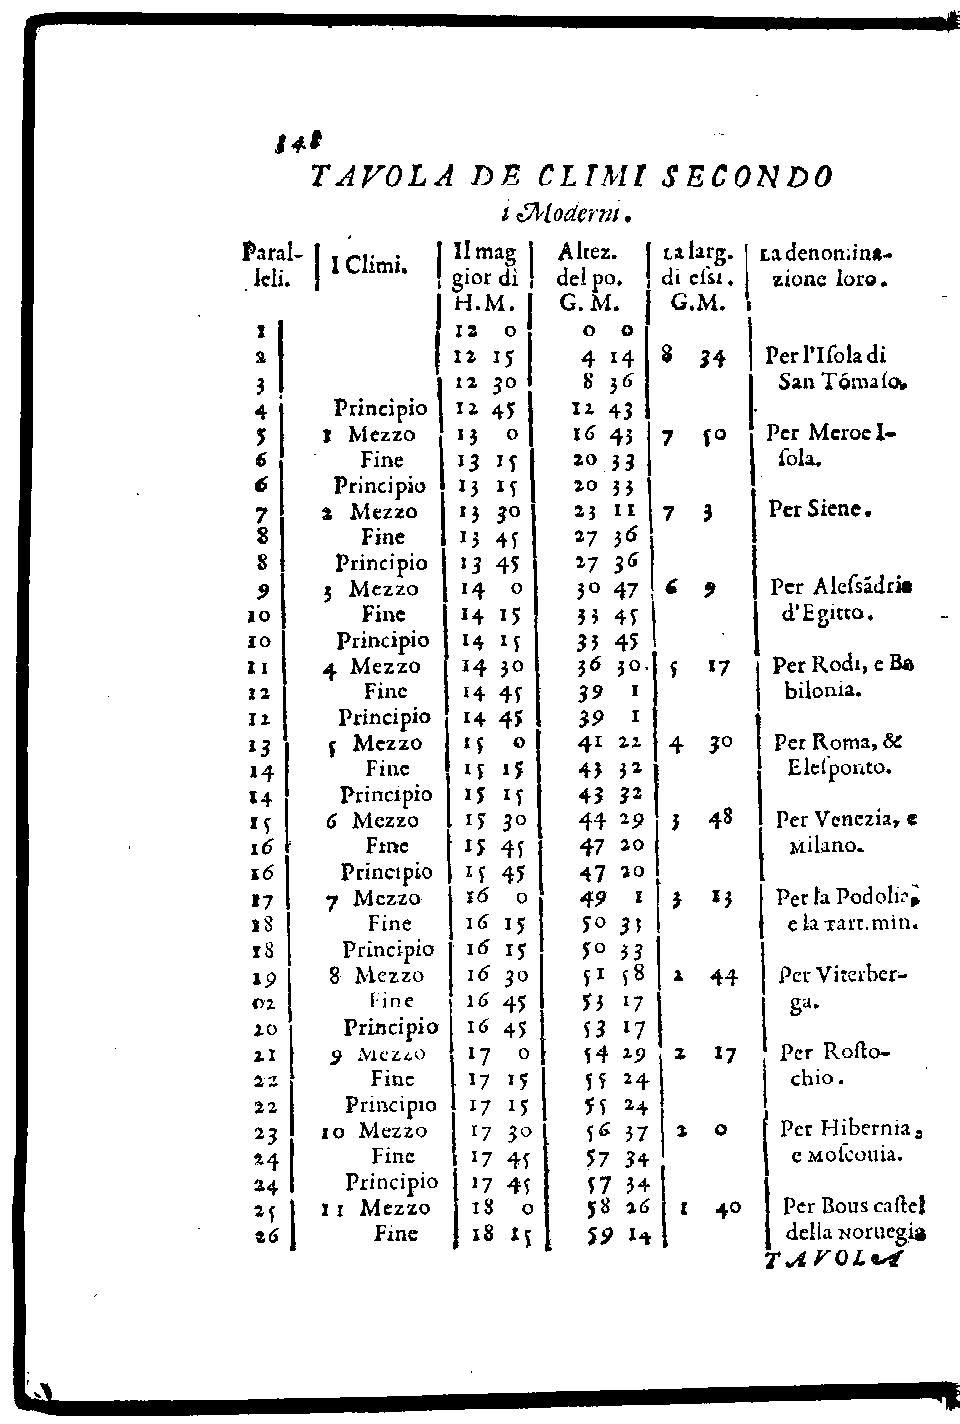 148
TAVOLA DE CLIMI SECONDO
i Moderni.
Paral- | I Climi. | Il mag | Altez. | La larg. | La denomina-
leli. gior di del po. di eſsi. zione loro.
H. M. G. M. G. M.
1 12 0 0 0
2 12 15 4 14 8 34 Per l'Iſola di
3 12 30 8 36 San Tómaſo.
4 Principio 12 45 12 43
5 1 Mezzo 13 0 16 43 7 50 Per Meroe I-
6 Fine 13 15 20 33 ſola.
6 Principio 13 15 20 33
7 2 Mezzo 13 30 23 11 7 3 Per Siene.
8 Fine 13 45 27 36
8 Principio 13 45 27 36
9 3 Mezzo 14 0 30 47 6 9 Per Aleſsãdria
10 Fine 14 15 33 45 d'Egitto.
10 Principio 14 15 33 45
11 4 Mezzo 14 30 36 30. 5 17 Per Rodi, e Ba
12 Fine 14 45 39 1 bilonia.
12 Principio 14 45 39 1
13 5 Mezzo 15 0 41 22 4 30 Per Roma, &
14 Fine 15 15 43 32 Eleſponto.
14 Principio 15 15 43 32
15 6 Mezzo 15 30 44 29 3 48 Per Venezia, e
16 Fine 15 45 47 20 Milano.
16 Principio 15 45 47 20
17 7 Mezzo 16 0 49 1 3 13 Per la Podolia,
18 Fine 16 15 50 33 e la Tart. min.
18 Principio 16 15 50 33
19 8 Mezzo 16 30 51 58 2 44 Per Viterber-
02 Fine 16 45 53 17 ga.
20 Principio 16 45 53 17
21 9 Mezzo 17 0 54 29 2 17 Per Roſto-
22 Fine 17 15 55 24 chio.
22 Principio 17 15 55 24
23 10 Mezzo 17 30 56 37 2 0 Per Hibernia,
24 Fine 17 45 57 34 e Moſcouia.
24 Principio 17 45 57 34
25 11 Mezzo 18 0 58 26 1 40 Per Bous caſtel
26 Fine 18 15 59 14 della Noruegia
TAVOLA